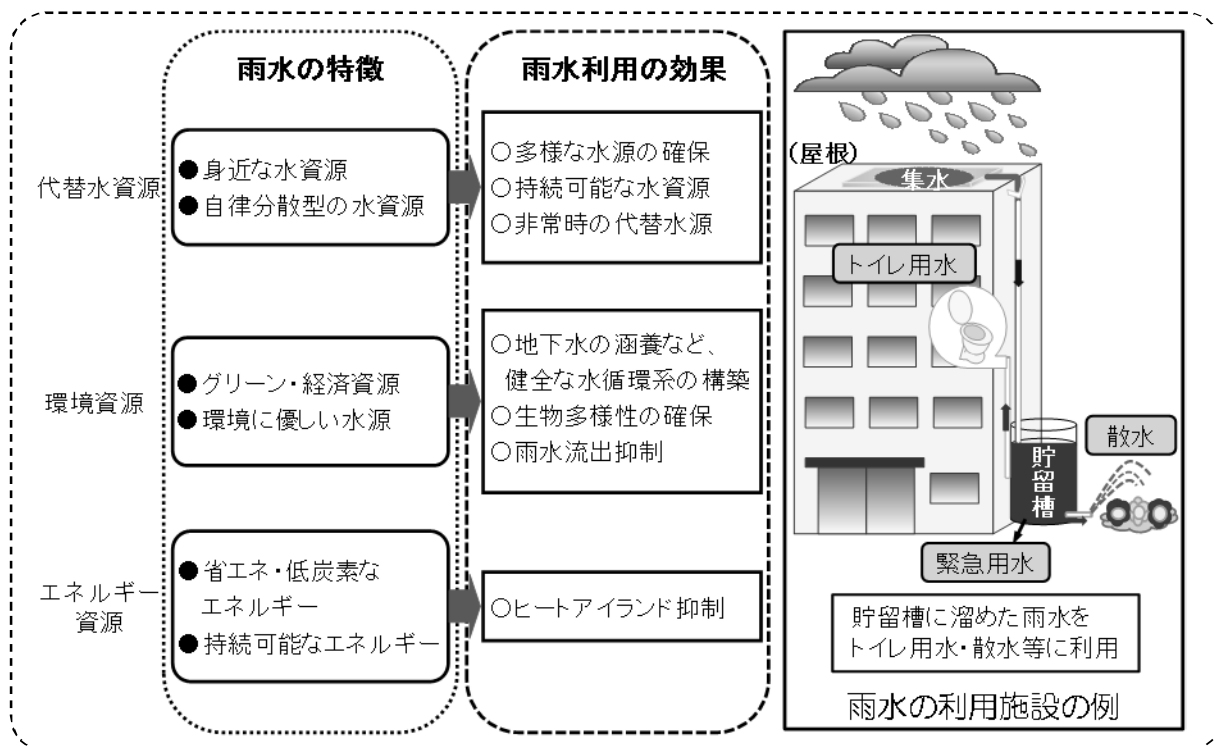 雨水の特徴
雨水利用の効果
代替水資源
●身近な水資源
●自律分散型の水資源
○多様な水源の確保
○持続可能な水資源
○非常時の代替水源
環境資源
●グリーン・経済資源
●環境に優しい水源
○地下水の涵養など、
健全な水循環系の構築
○生物多様性の確保
○雨水流出抑制
エネルギー
資源
●省エネ・低炭素な
エネルギー
●持続可能なエネルギー
○ヒートアイランド抑制
(屋根)
集水
トイレ用水
散水
貯留槽
緊急用水
貯留槽に溜めた雨水を
トイレ用水・散水等に利用
雨水の利用施設の例